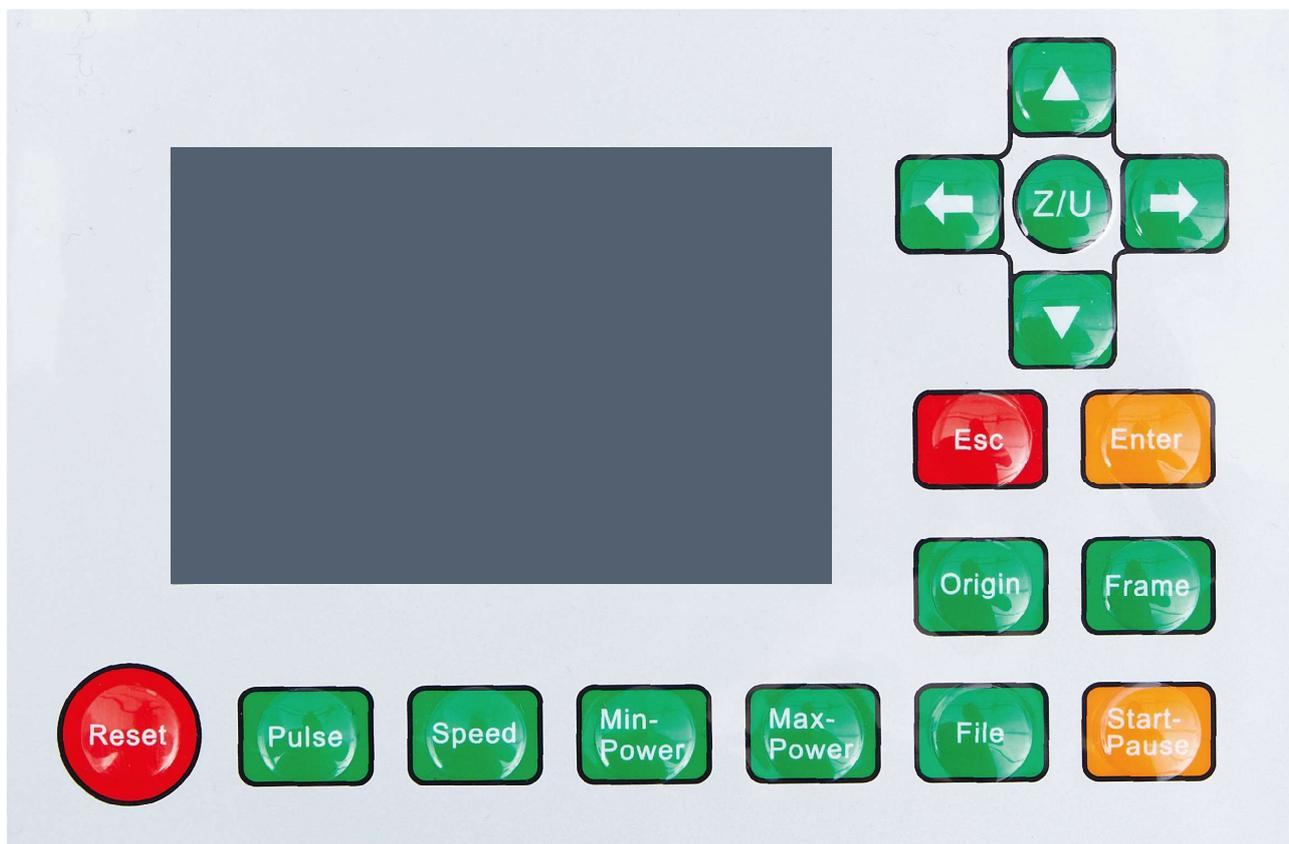 Z/U
Esc
Enter
Origin
Frame
Reset
Pulse
Speed
Min-
Power
Max-
Power
File
Start-
Pause